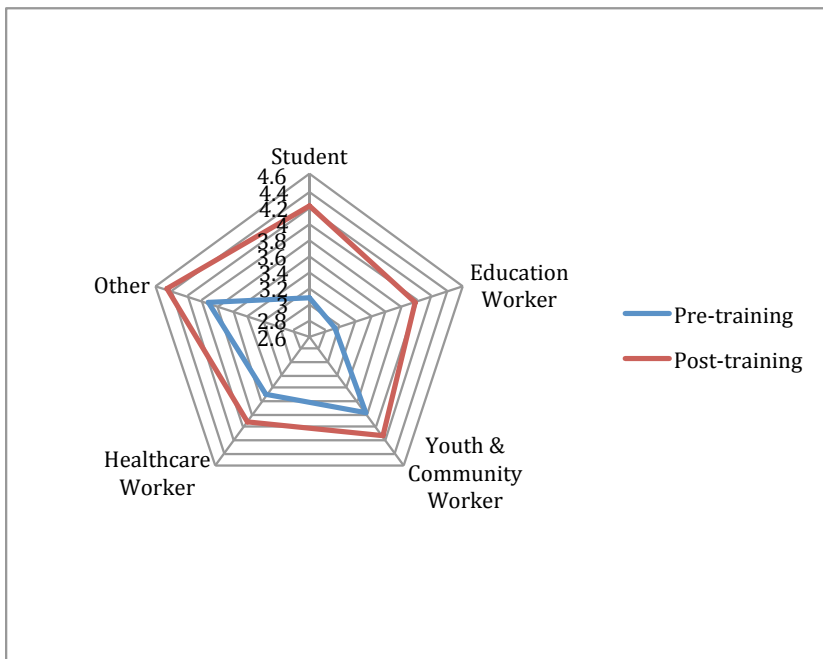 Student
4.6
4.4
4.2
4
3.8
3.6
3.4
3.2
3
2.8
2.6
Education
Worker
Other
Pre-training
Post-training
Healthcare
Worker
Youth &
Community
Worker